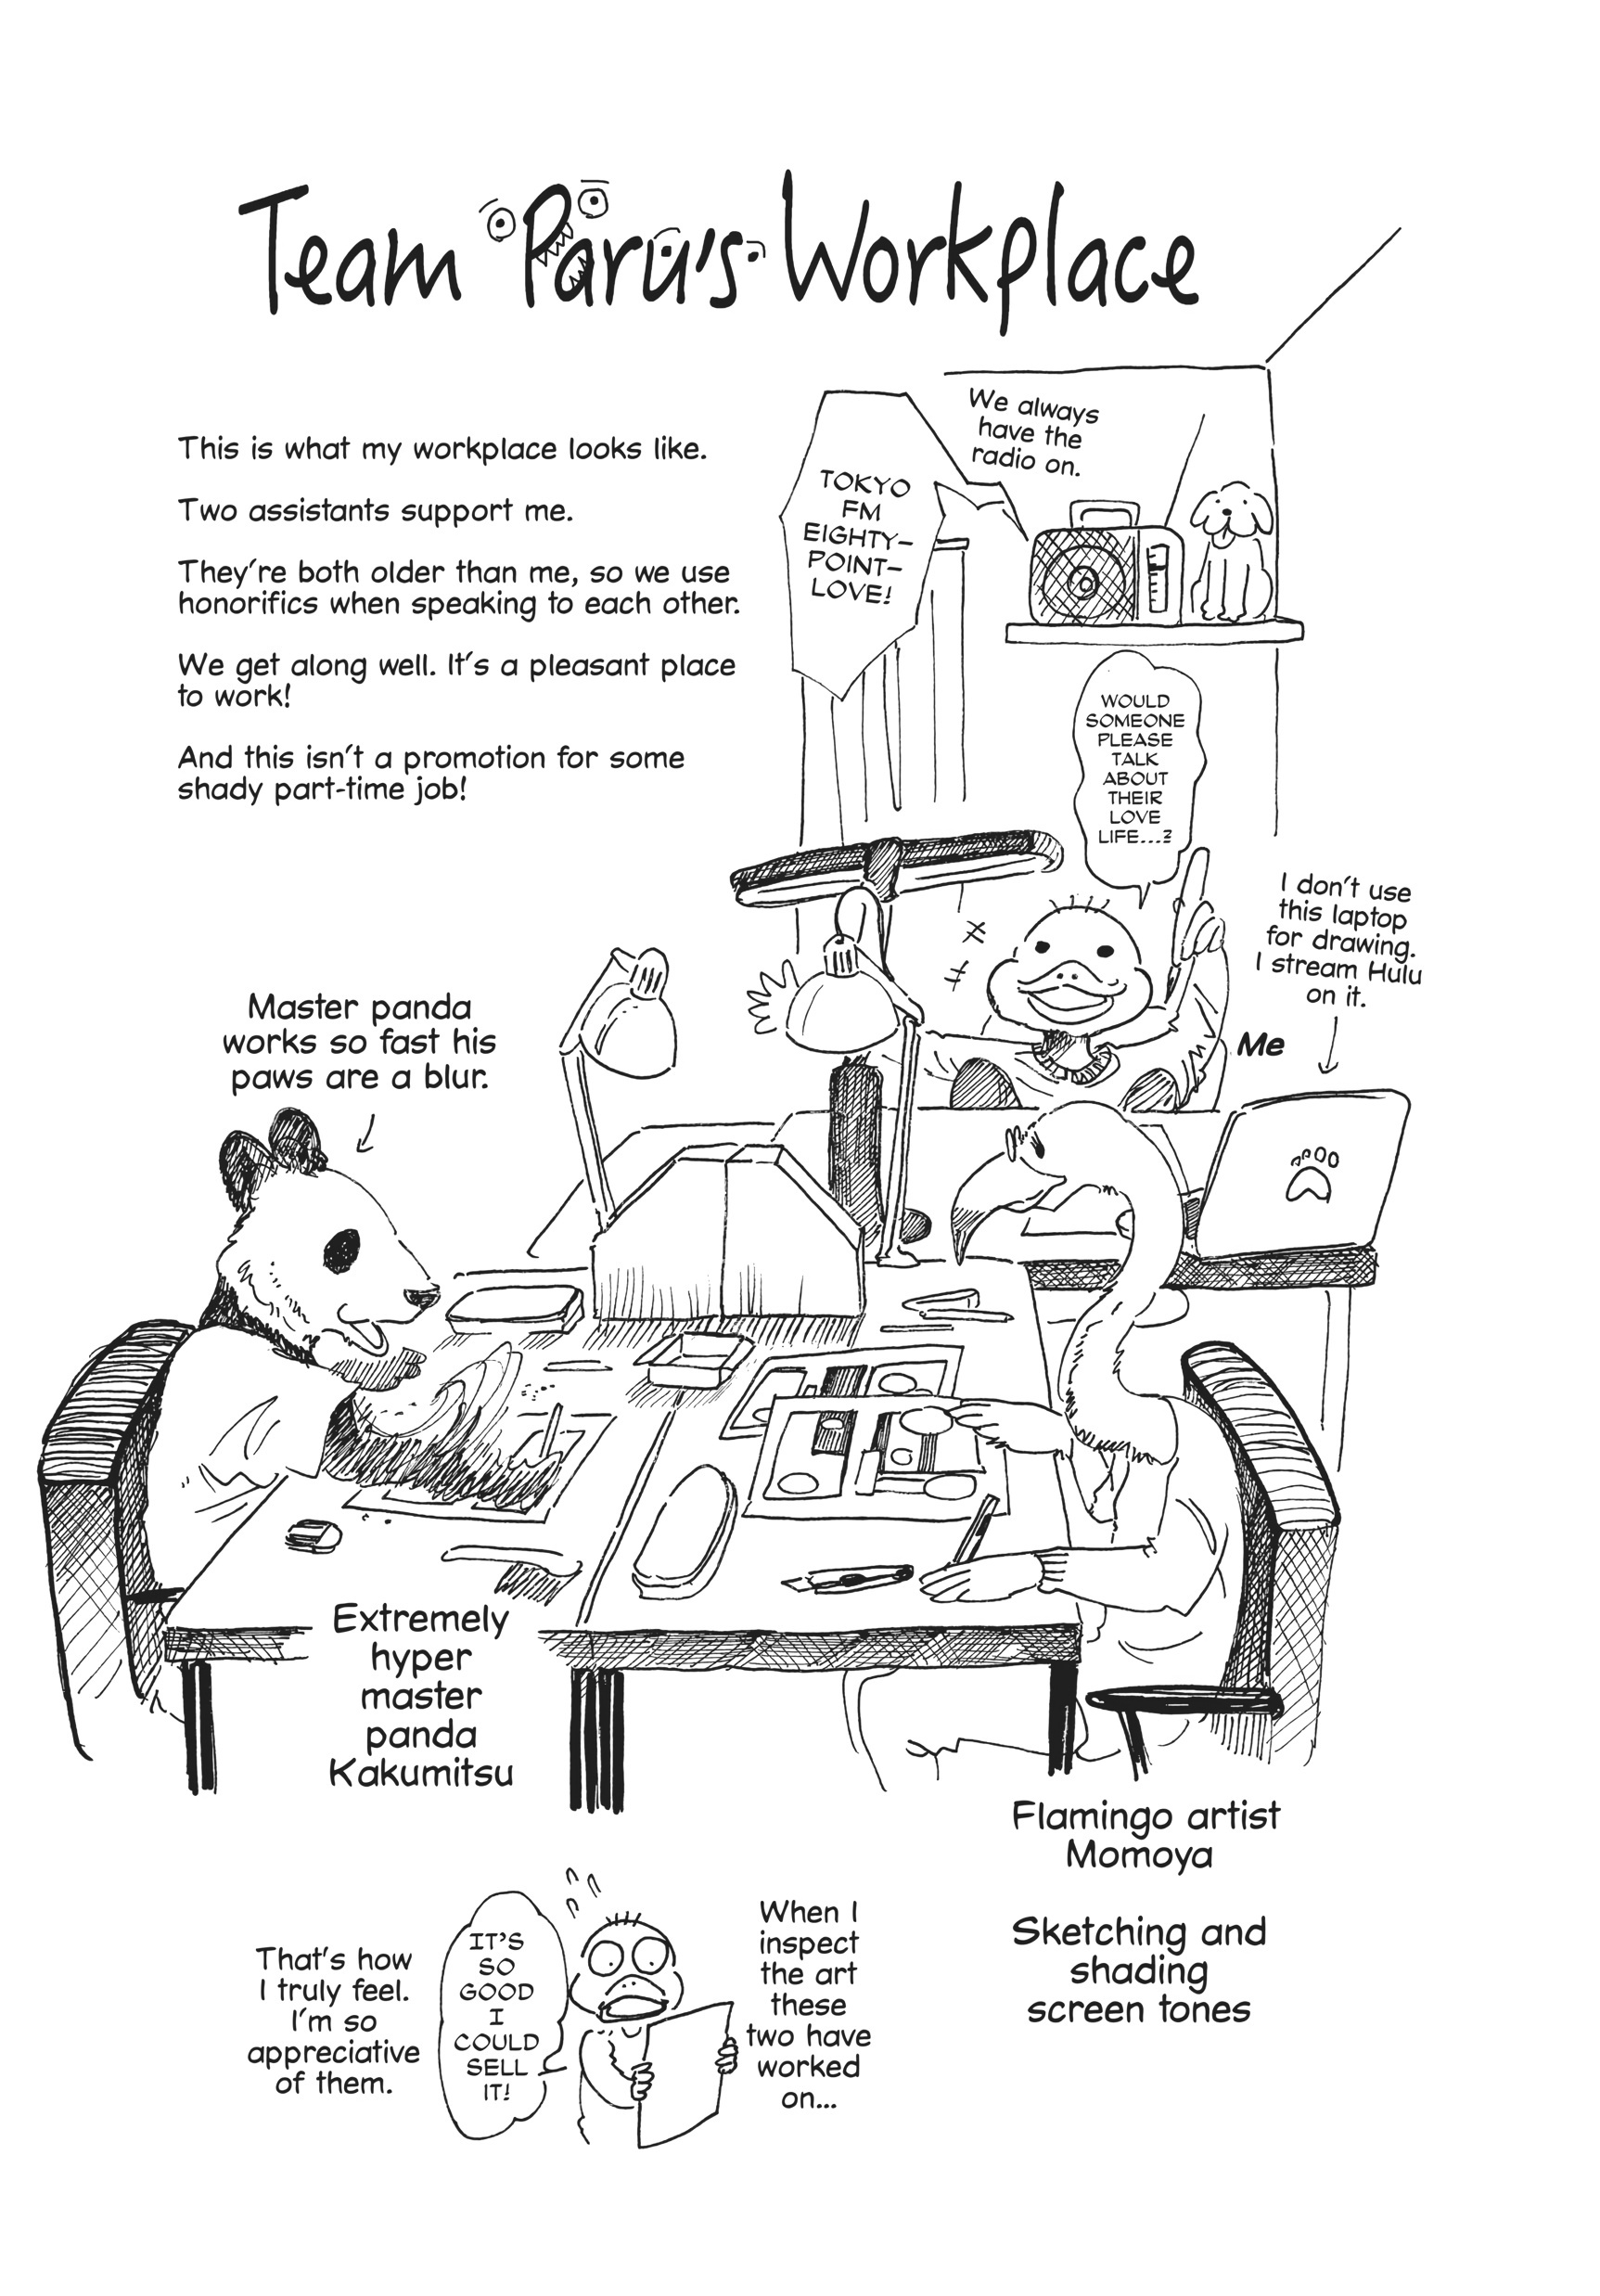 Team Paru's Workplace
This is what my workplace looks like.
Two assistants support me.
They're both older than me, so we use
honorifics when speaking to each other.
We get along well. It's a pleasant place
to work!
And this isn't a promotion for some
shady part-time job!
We always
have the
radio on.
TOKYO
FM
EIGHTY-
POINT-
LOVE!
WOULD
SOMEONE
PLEASE
TALK
ABOUT
THEIR
LOVE
LIFE...?
I don't use
this laptop
for drawing.
I stream Hulu
on it.
Me
Master panda
works so fast his
paws are a blur.
Extremely
hyper
master
panda
Kakumitsu
Flamingo artist
Momoya
Sketching and
shading
screen tones
When I
inspect
the art
these
two have
worked
on...
IT'S
SO
GOOD
I
COULD
SELL
IT!
That's how
I truly feel.
I'm so
appreciative
of them.